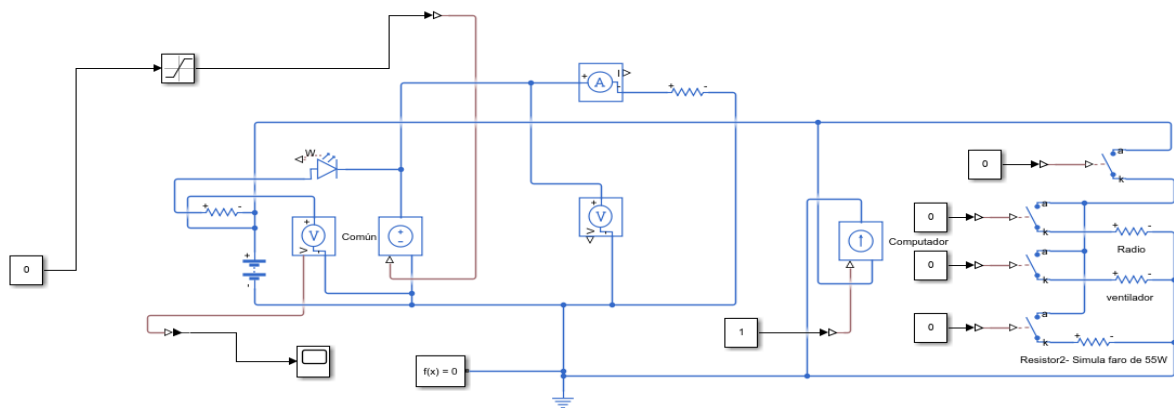 +
I
A
-
+
-
W
a
0
k
+
-
+
V
V
Común
+
-
+
V
V
Computador
0
a
k
+
-
Radio
0
a
k
+
-
ventilador
0
+
-
1
0
a
k
+
-
Resistor2- Simula faro de 55W
f(x) = 0